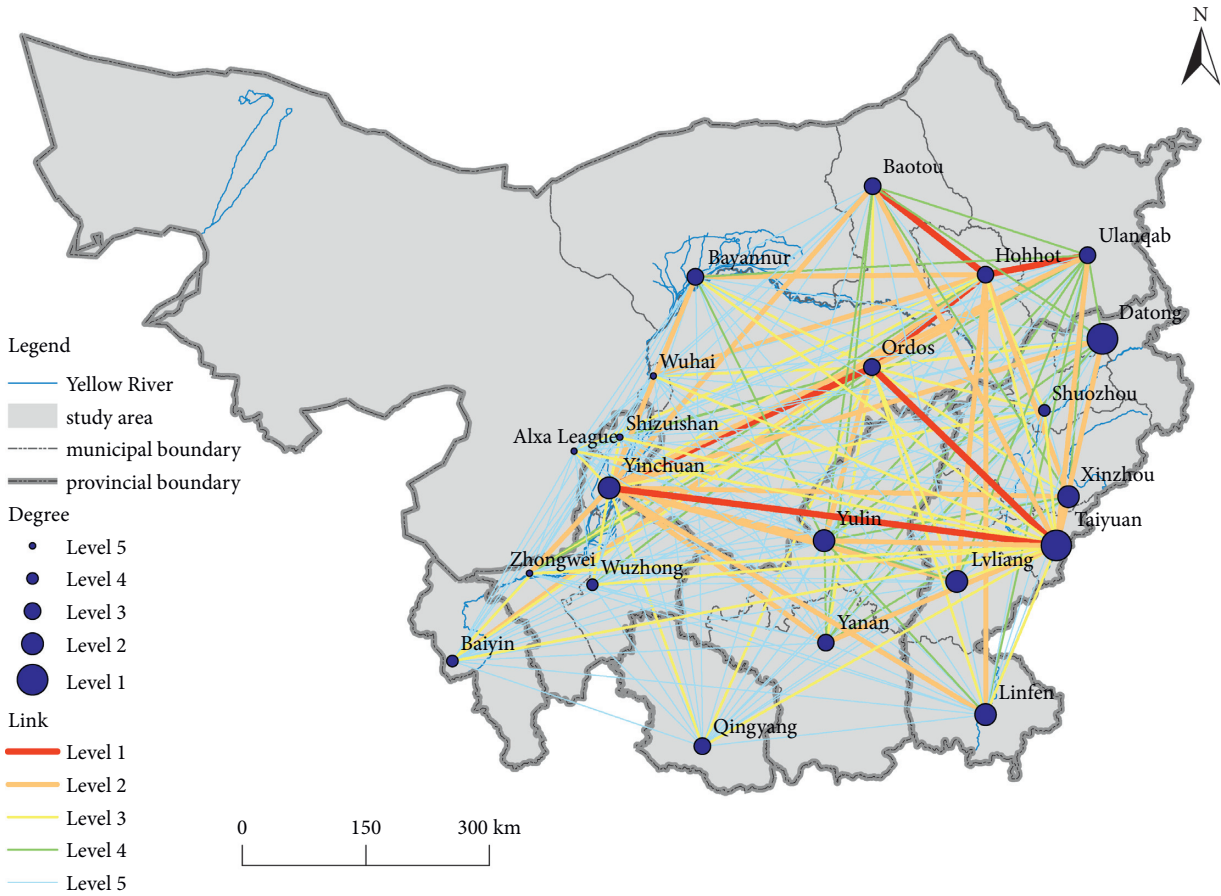 N
Baotou
Ulanqab
Hohhot
Bayannur
Datong
Legend
Ordos
Wuhai
Yellow River
Shuozhou
study area
Shizuishan
Alxa League
municipal boundary
Yinchuan
Xinzhou
provincial boundary
Taiyuan
Degree
Yulin
Level 5
Zhongwei
Lvliang
Wuzhong
Level 4
Level 3
Yanan
Level 2
Baiyin
Level 1
Linfen
Link
Qingyang
Level 1
Level 2
Level 3
0 150 300 km
Level 4
Level 5